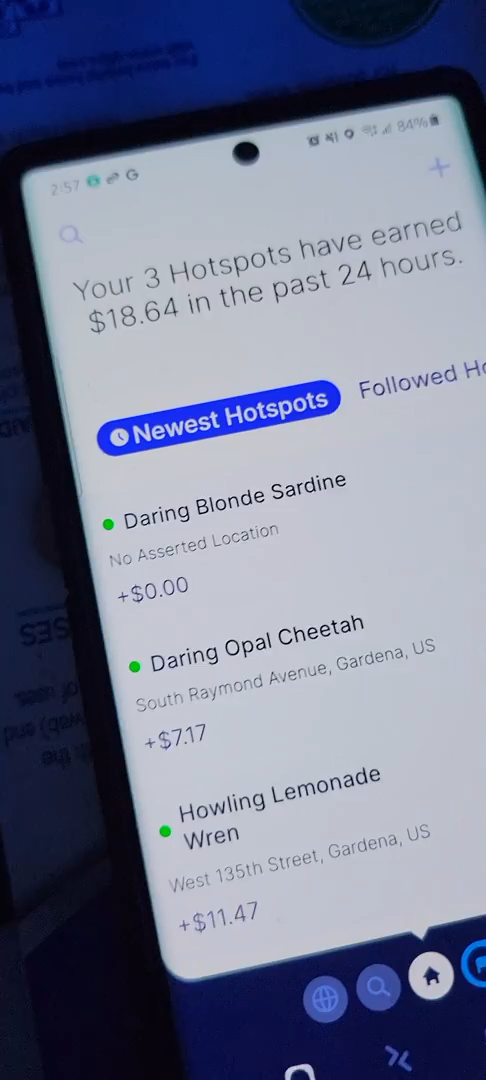 2:57
84%
Your 3 Hotspots have earned
$18.64 in the past 24 hours.
Newest Hotspots
Followed
Daring Blonde Sardine
No Asserted Location
+$0.00
Daring Opal Cheetah
South Raymond Avenue, Gardena, US
+$7.17
Howling Lemonade
Wren
West 135th Street, Gardena, US
+$11.47